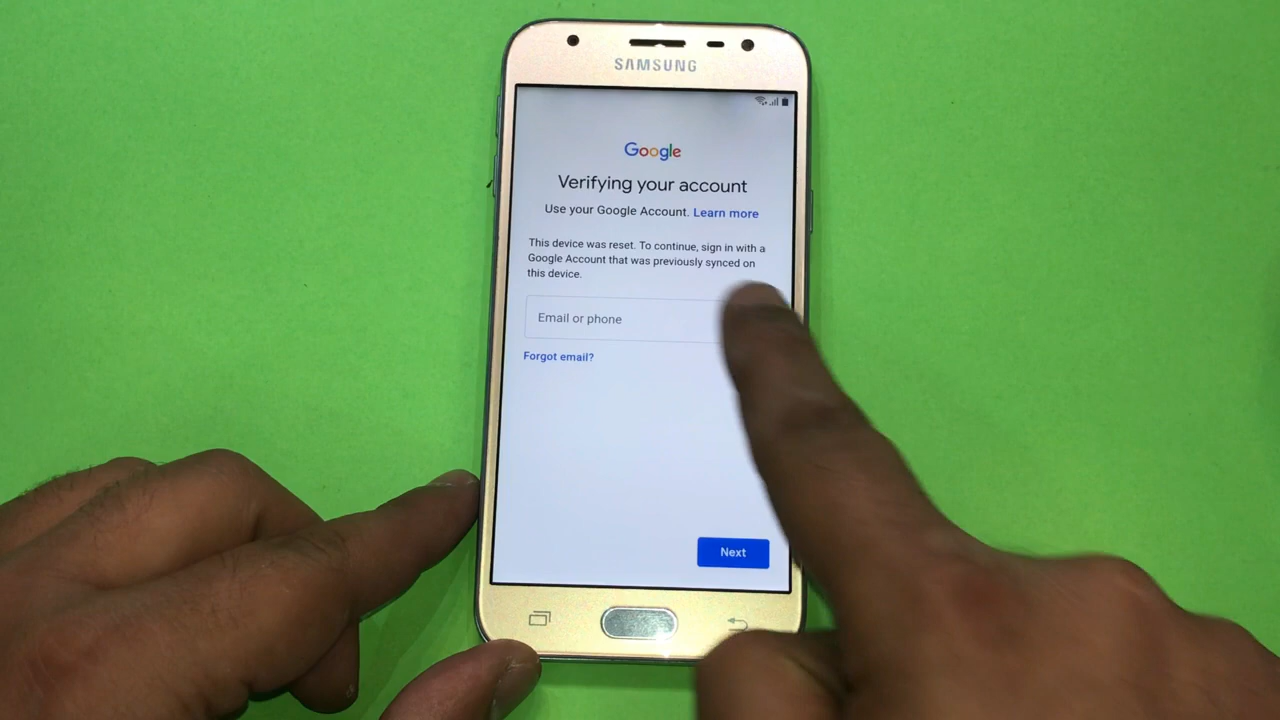 SAMSUNG
Google
Verifying your account
Use your Google Account. Learn more
This device was reset. To continue, sign in with a
Google Account that was previously synced on
this device.
Email or phone
Forgot email?
Next